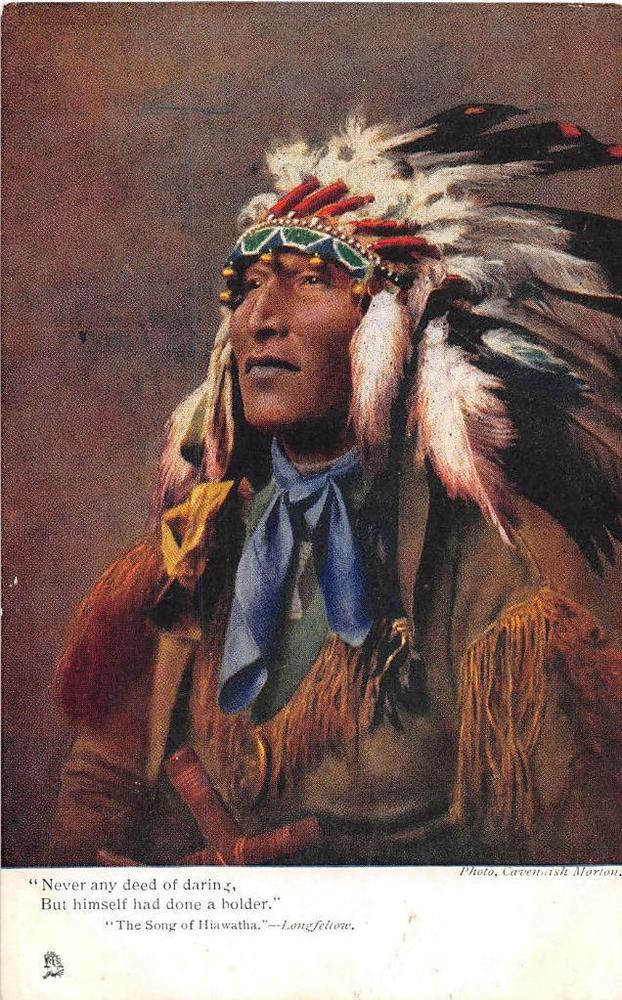 Photo, Cavendish Morton.
“Never any deed of daring,
But himself had done a bolder.”
“The Song of Hiawatha.”—Longfellow.